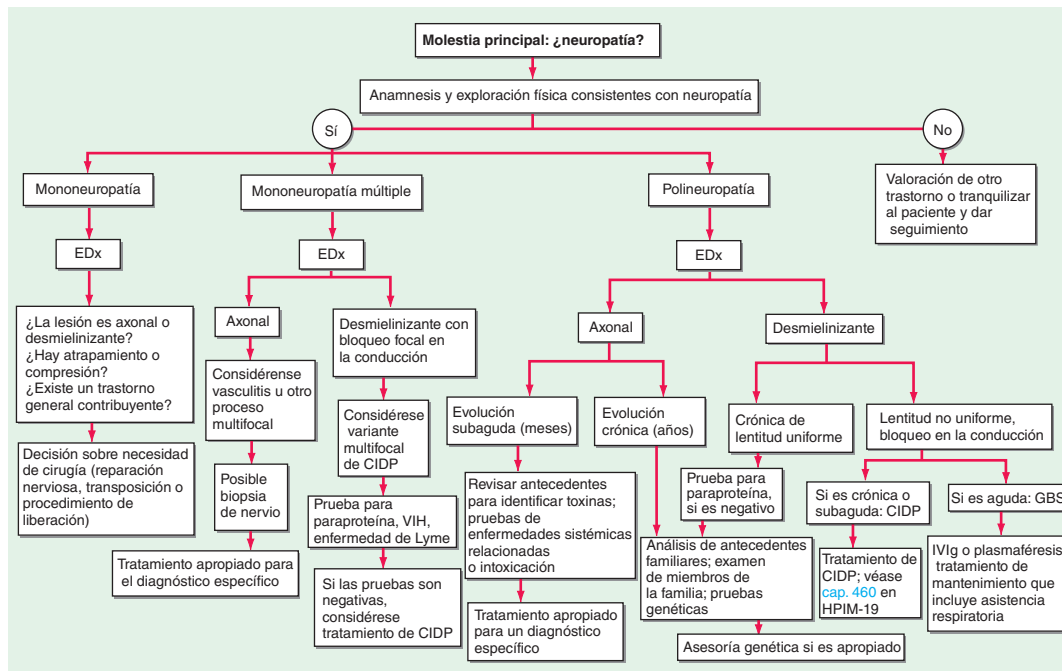 Molestia principal: ¿neuropatía?
Anamnesis y exploración física consistentes con neuropatía
Sí
No
Mononeuropatía
Mononeuropatía múltiple
Polineuropatía
Valoración de otro
trastorno o tranquilizar
al paciente y dar
seguimiento
EDx
EDx
EDx
¿La lesión es axonal o
desmielinizante?
¿Hay atrapamiento o
compresión?
¿Existe un trastorno
general contribuyente?
Decisión sobre necesidad
de cirugía (reparación
nerviosa, transposición o
procedimiento de
liberación)
Axonal
Considérense
vasculitis u otro
proceso
multifocal
Posible
biopsia
de nervio
Tratamiento apropiado para
el diagnóstico específico
Desmielinizante con
bloqueo focal en
la conducción
Considérese
variante
multifocal
de CIDP
Prueba para
paraproteína, VIH,
enfermedad de Lyme
Si las pruebas son
negativas,
considérese
tratamiento de CIDP
Axonal
Desmielinizante
Evolución
subaguda (meses)
Evolución
crónica (años)
Crónica de
lentitud uniforme
Lentitud no uniforme,
bloqueo en la conducción
Revisar antecedentes
para identificar toxinas;
pruebas de
enfermedades sistémicas
relacionadas
o intoxicación
Tratamiento apropiado
para un diagnóstico
específico
Prueba para
paraproteína,
si es negativo
Análisis de antecedentes
familiares; examen
de miembros de
la familia; pruebas
genéticas
Asesoría genética si es apropiado
Si es crónica o
subaguda: CIDP
Si es aguda: GBS
Tratamiento de
CIDP; véase
cap. 460 en
HPIM-19
IVIg o plasmaféresis;
tratamiento de
mantenimiento que
incluye asistencia
respiratoria